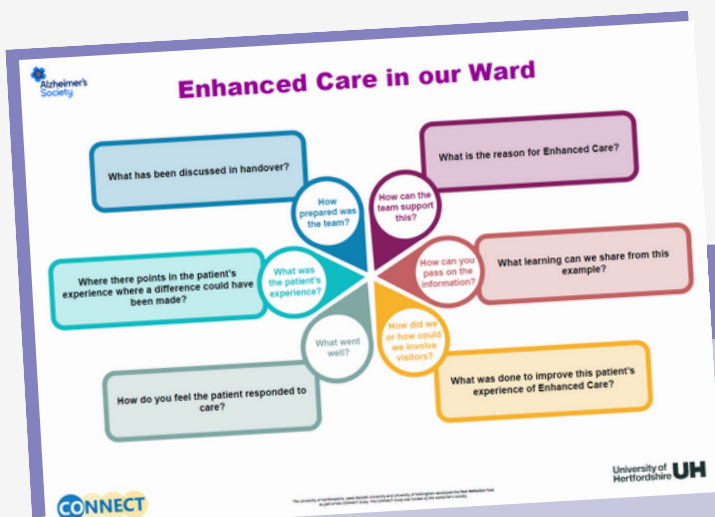 Alzheimer's
Society
Enhanced Care in our Ward
What has been discussed in handover?
How
prepared was
the team?
What is the reason for Enhanced Care?
How can the
team support
this?
Where there points in the patient's
experience where a difference could have
been made?
What was
the patient's
experience?
What learning can we share from this
example?
How can you
pass on the
information?
How do you feel the patient responded to
care?
What went
well?
What was done to improve this patient's
experience of Enhanced Care?
How did we
or how could
we involve
visitors?
CONNECT
University of
Hertfordshire UH